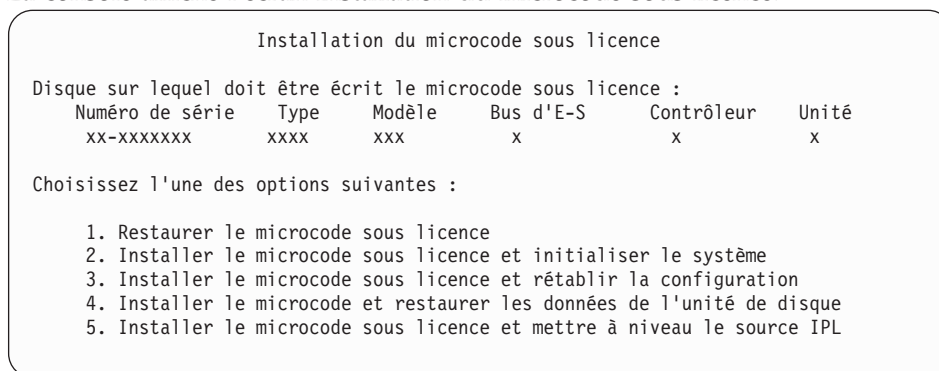 Installation du microcode sous licence
Disque sur lequel doit être écrit le microcode sous licence :
Numéro de série Type Modèle Bus d'E-S Contrôleur Unité
xx-xxxxxxx xxxx xxx x x x
Choisissez l'une des options suivantes :
1. Restaurer le microcode sous licence
2. Installer le microcode sous licence et initialiser le système
3. Installer le microcode sous licence et rétablir la configuration
4. Installer le microcode et restaurer les données de l'unité de disque
5. Installer le microcode sous licence et mettre à niveau le source IPL